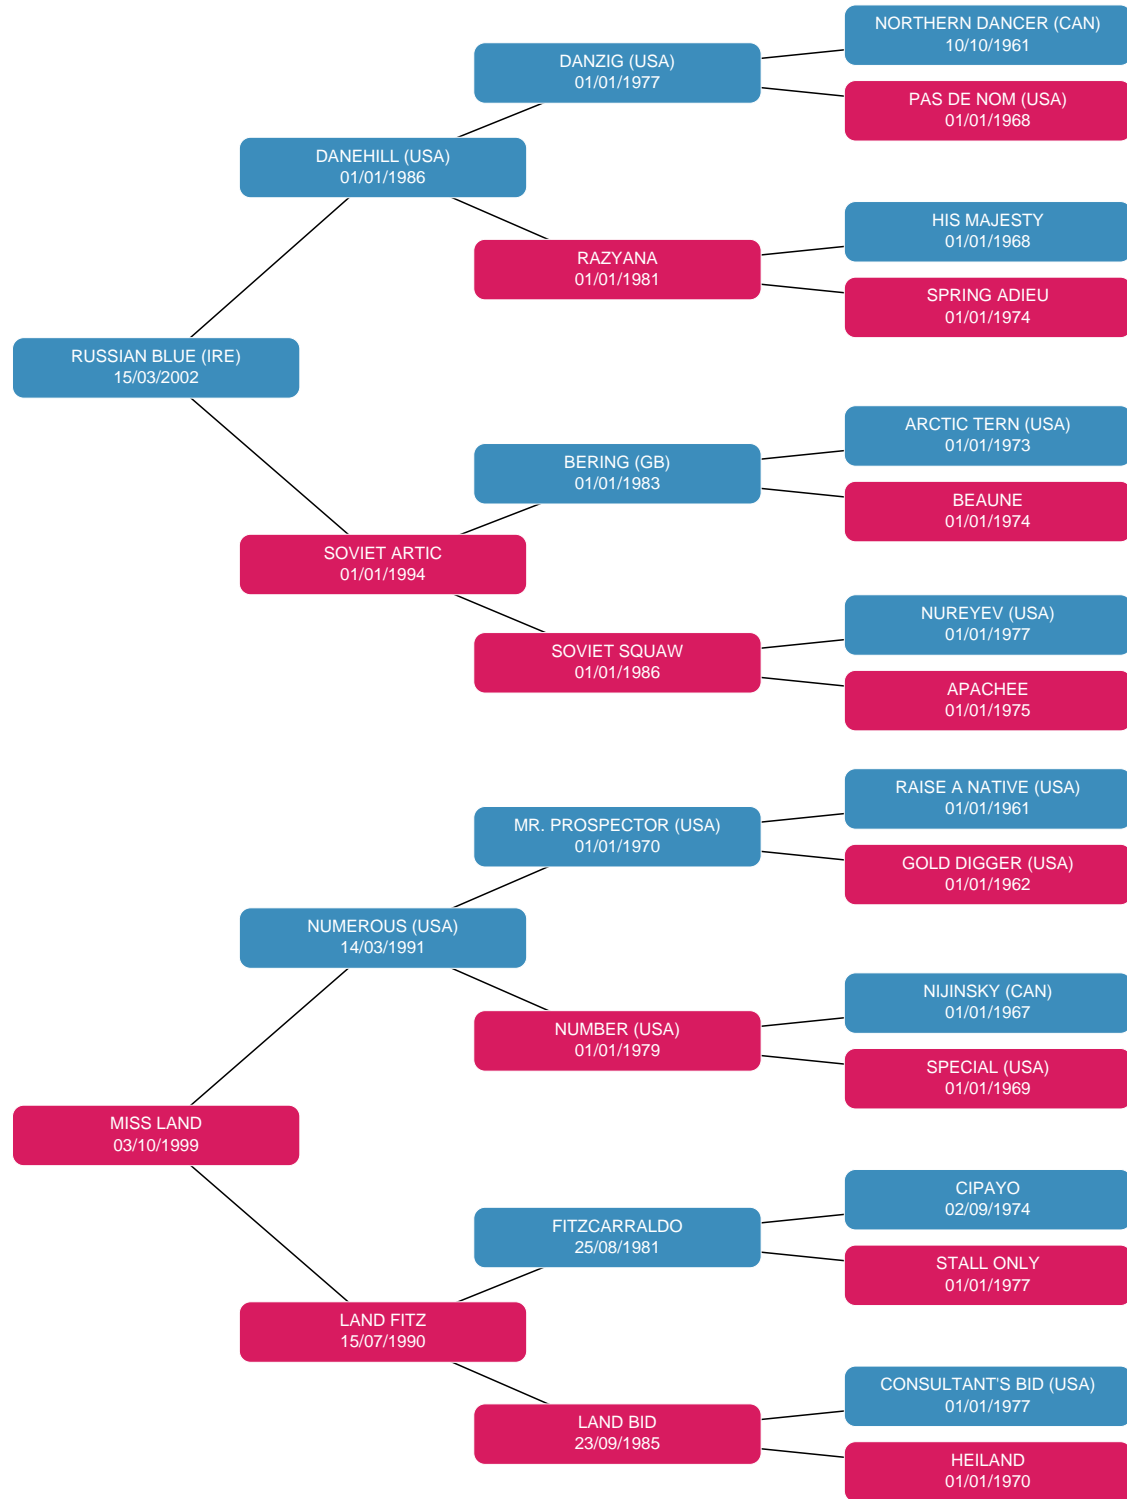 NORTHERN DANCER (CAN)
10/10/1961
DANZIG (USA)
01/01/1977
PAS DE NOM (USA)
01/01/1968
DANEHILL (USA)
01/01/1986
HIS MAJESTY
01/01/1968
RAZYANA
01/01/1981
SPRING ADIEU
01/01/1974
RUSSIAN BLUE (IRE)
15/03/2002
ARCTIC TERN (USA)
01/01/1973
BERING (GB)
01/01/1983
BEAUNE
01/01/1974
SOVIET ARTIC
01/01/1994
NUREYEV (USA)
01/01/1977
SOVIET SQUAW
01/01/1986
APACHEE
01/01/1975
RAISE A NATIVE (USA)
01/01/1961
MR. PROSPECTOR (USA)
01/01/1970
GOLD DIGGER (USA)
01/01/1962
NUMEROUS (USA)
14/03/1991
NIJINSKY (CAN)
01/01/1967
NUMBER (USA)
01/01/1979
SPECIAL (USA)
01/01/1969
MISS LAND
03/10/1999
CIPAYO
02/09/1974
FITZCARRALDO
25/08/1981
STALL ONLY
01/01/1977
LAND FITZ
15/07/1990
CONSULTANT'S BID (USA)
01/01/1977
LAND BID
23/09/1985
HEILAND
01/01/1970